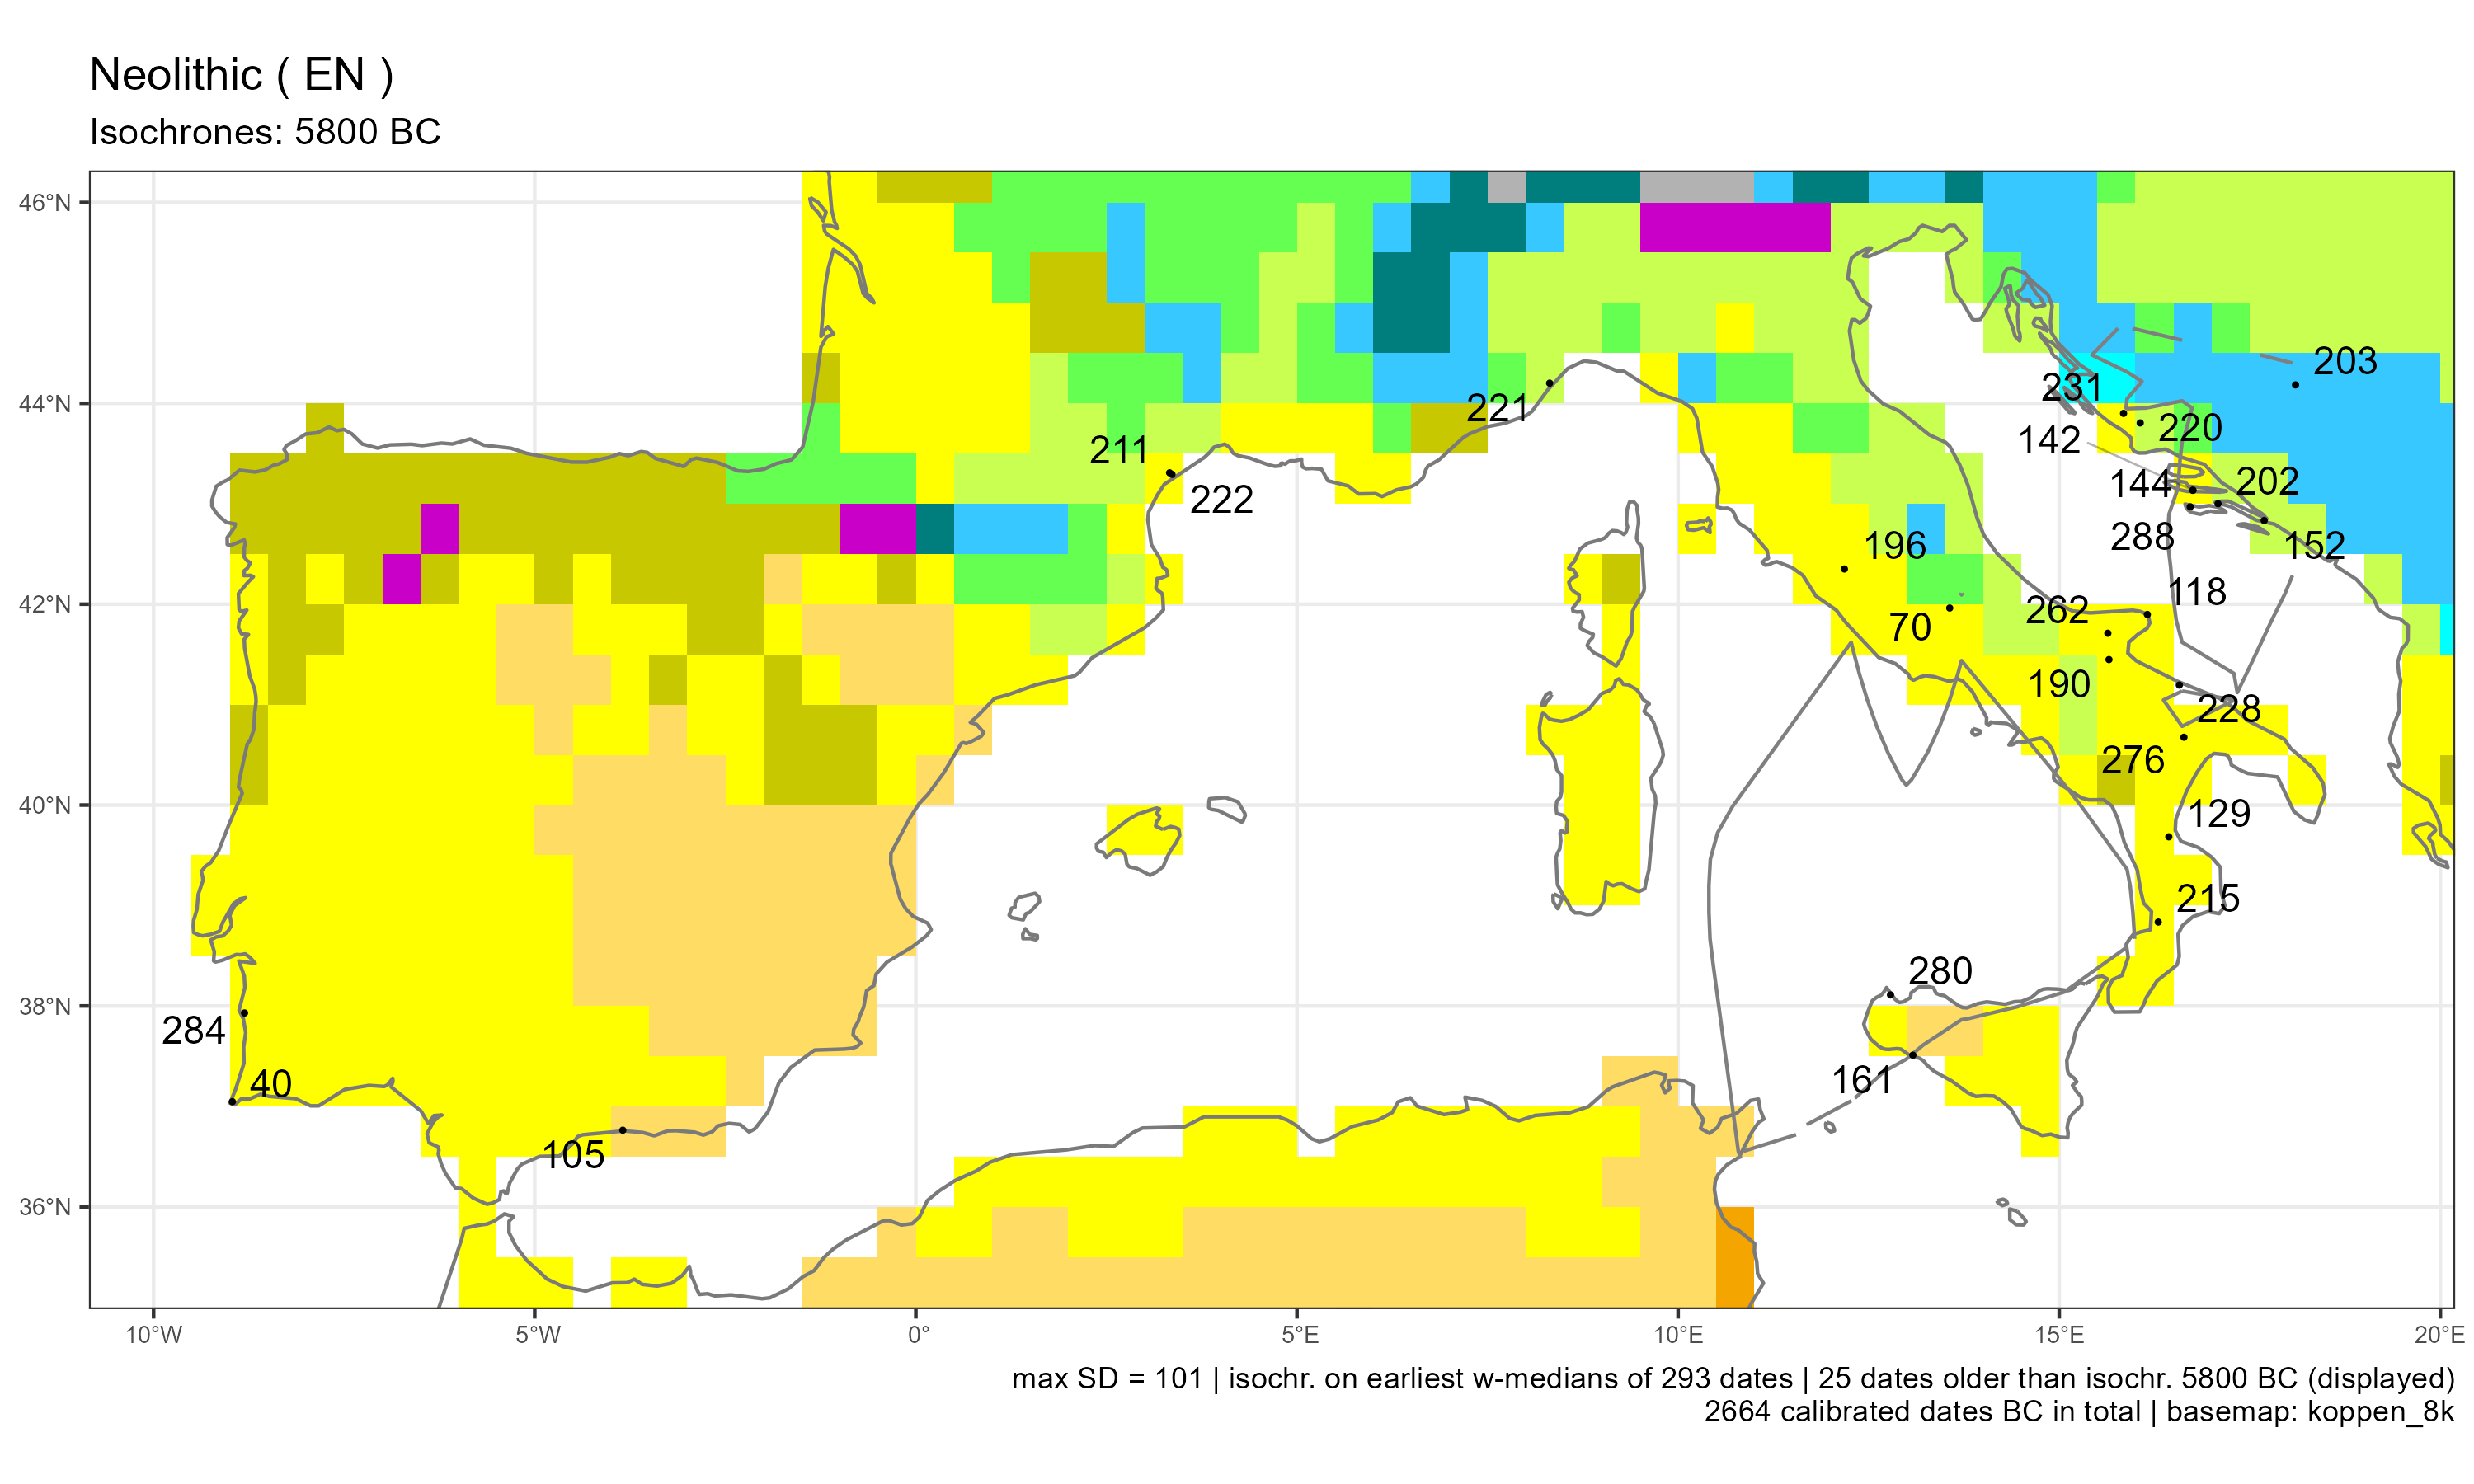 Neolithic ( EN )
Isochrones: 5800 BC
46°N
44°N
42°N
40°N
38°N
36°N
203
231
220
221
142
211
144
202
222
288
152
196
118
262
70
190
228
276
129
215
280
284
161
40
105
10°W
5°W
0°
5°E
10°E
15°E
20°E
max SD = 101 | isochr. on earliest w-medians of 293 dates | 25 dates older than isochr. 5800 BC (displayed)
2664 calibrated dates BC in total | basemap: koppen_8k